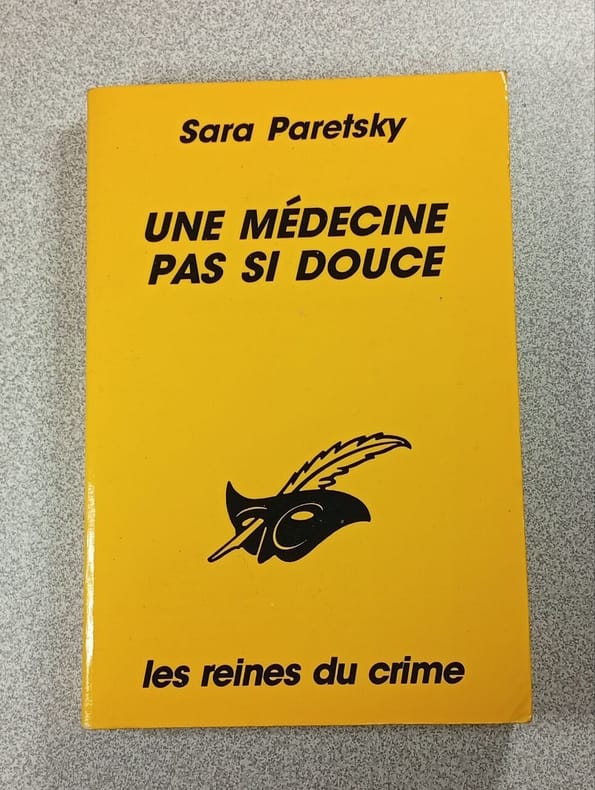 Sara Paretsky
UNE MÉDECINE
PAS SI DOUCE
les reines du crime